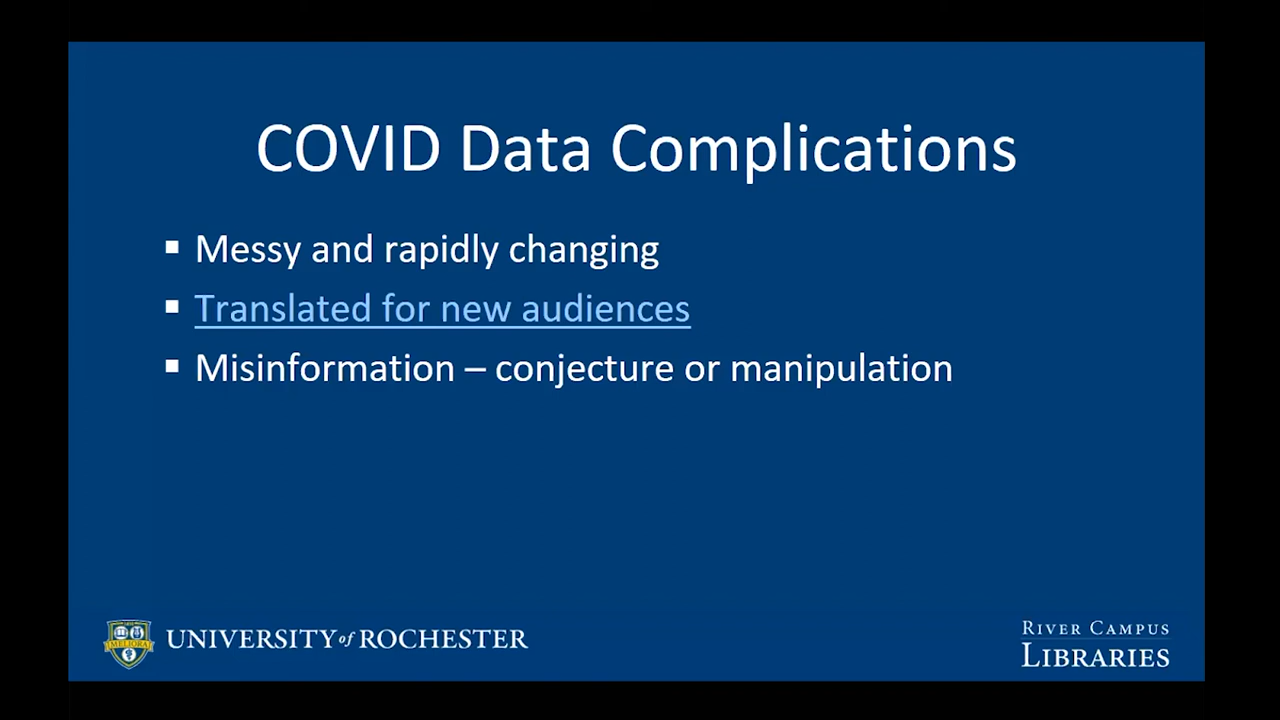 COVID Data Complications
▪ Messy and rapidly changing
▪ Translated for new audiences
▪ Misinformation – conjecture or manipulation
MELIORA
UNIVERSITY of ROCHESTER
RIVER CAMPUS
LIBRARIES